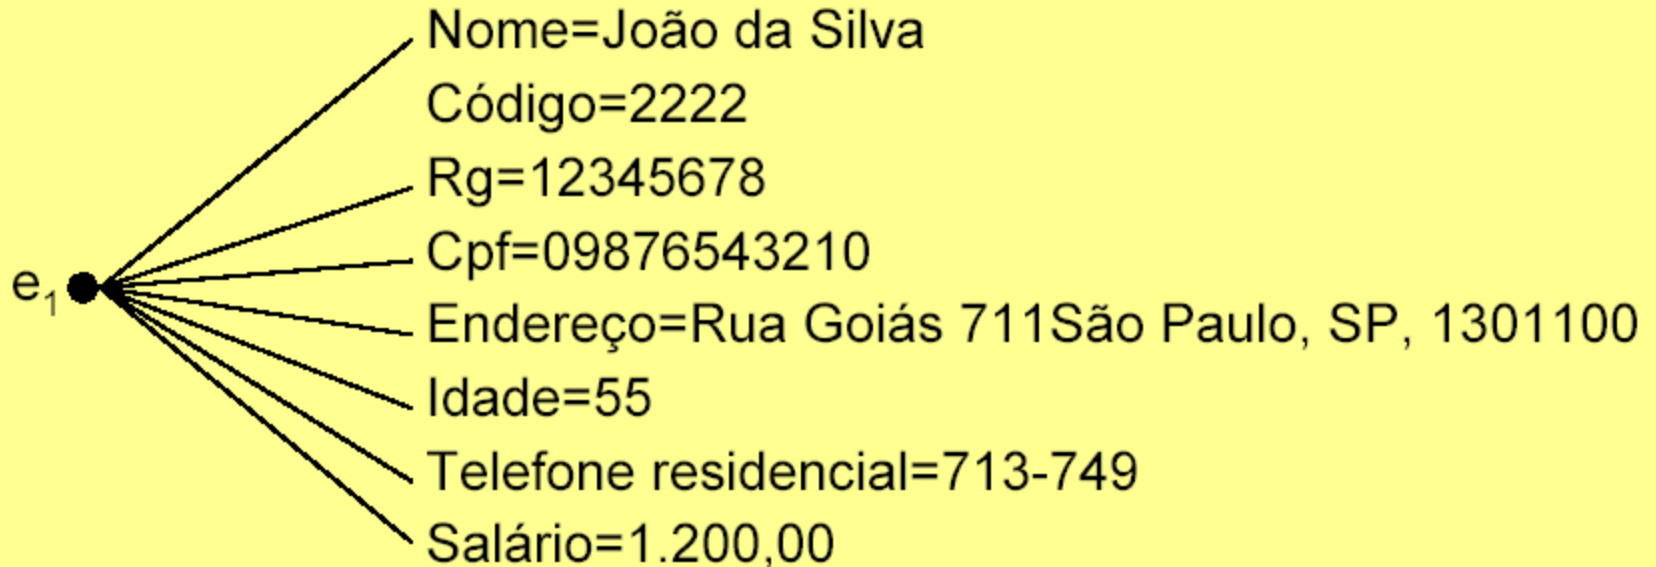 Nome=João da Silva
Código=2222
Rg=12345678
Cpf=09876543210
e1
Endereço=Rua Goiás 711São Paulo, SP, 1301100
Idade=55
Telefone residencial=713-749
Salário=1.200,00